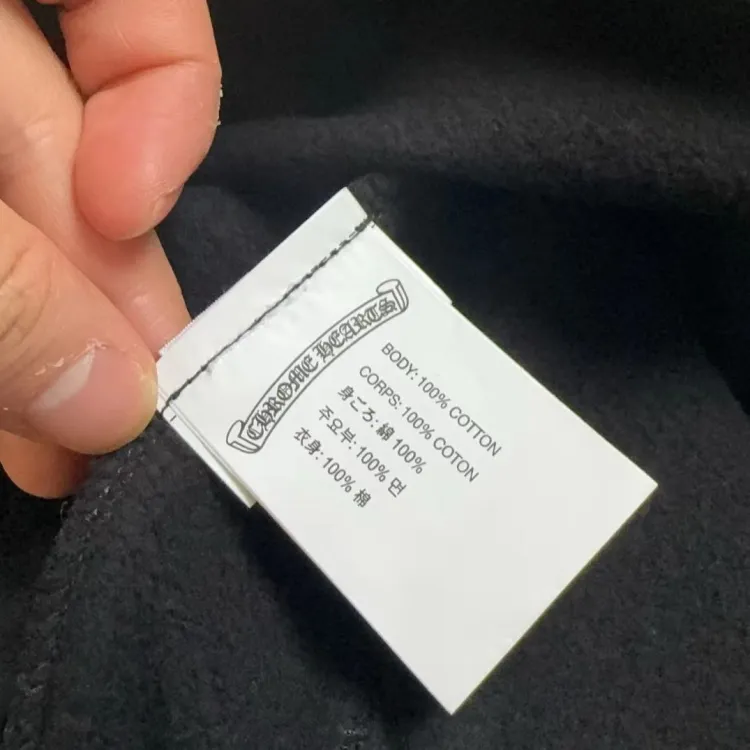 CHROME HEARTS
BODY: 100% COTTON
CORPS: 100% COTON
身ごろ: 綿 100%
주요부: 100% 면
衣身: 100% 棉